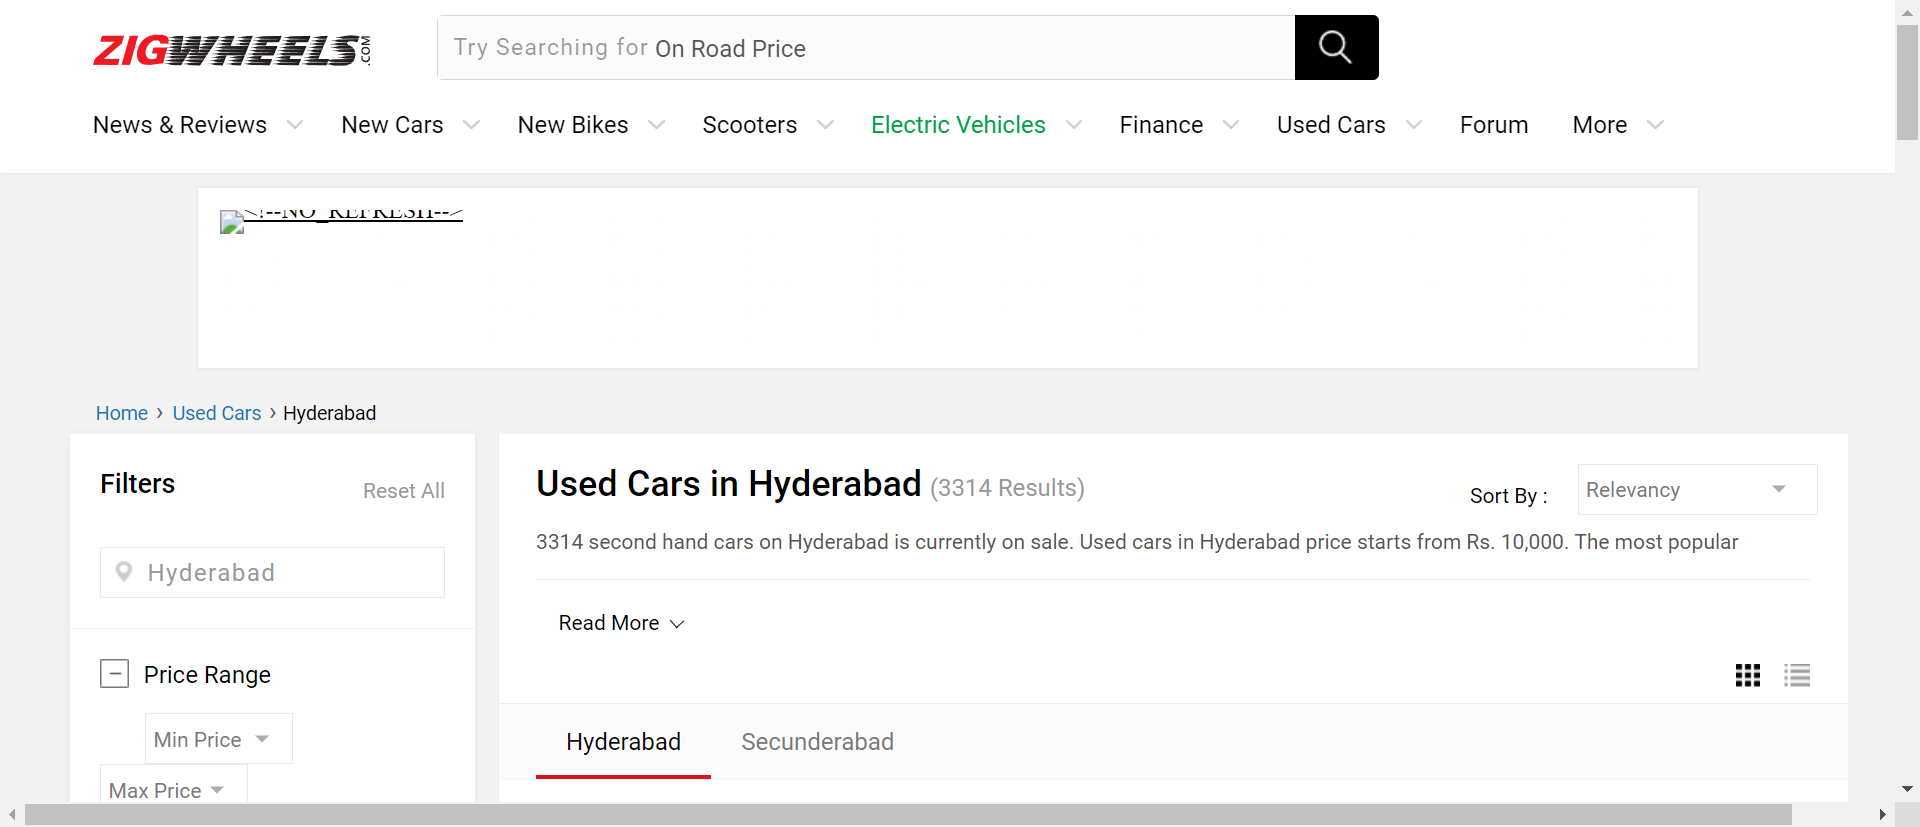 ZIGWHEELS.COM
Try Searching for On Road Price
News & Reviews New Cars New Bikes Scooters Electric Vehicles Finance Used Cars Forum More
<!--NO_REFRESH-->
Home › Used Cars › Hyderabad
Filters
Reset All
Hyderabad
Price Range
Min Price
Max Price
Used Cars in Hyderabad (3314 Results)
Sort By :
Relevancy
3314 second hand cars on Hyderabad is currently on sale. Used cars in Hyderabad price starts from Rs. 10,000. The most popular
Read More
Hyderabad Secunderabad